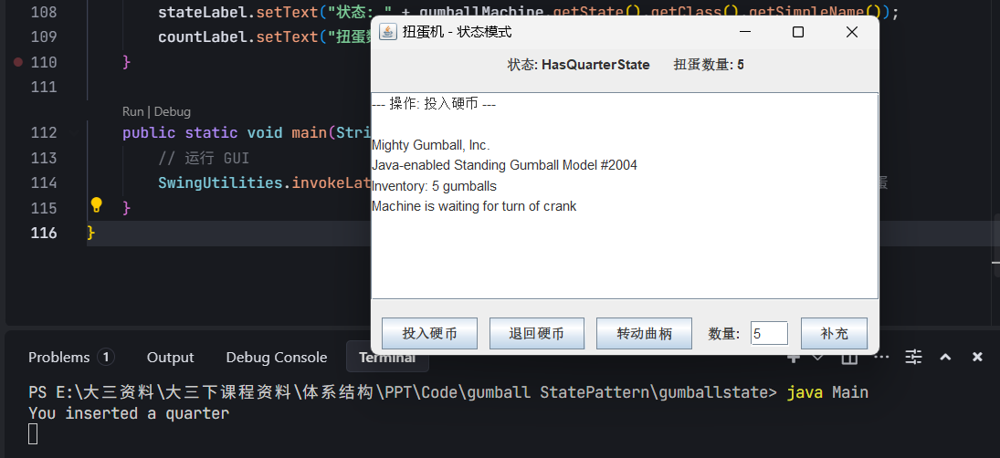 108 stateLabel.setText("状态: " + gumballMachine.getState().getClass().getSimpleName());
109 countLabel.setText("扭蛋
110 }
111
Run | Debug
112 public static void main(Stri
113 // 运行 GUI
114 SwingUtilities.invokeLat 蛋
115 }
116 }
扭蛋机 - 状态模式
状态: HasQuarterState 扭蛋数量: 5
--- 操作: 投入硬币 ---
Mighty Gumball, Inc.
Java-enabled Standing Gumball Model #2004
Inventory: 5 gumballs
Machine is waiting for turn of crank
投入硬币 退回硬币 转动曲柄 数量: 5 补充
Problems 1 Output Debug Console Terminal
PS E:\大三资料\大三下课程资料\体系结构\PPT\Code\gumball StatePattern\gumballstate> java Main
You inserted a quarter